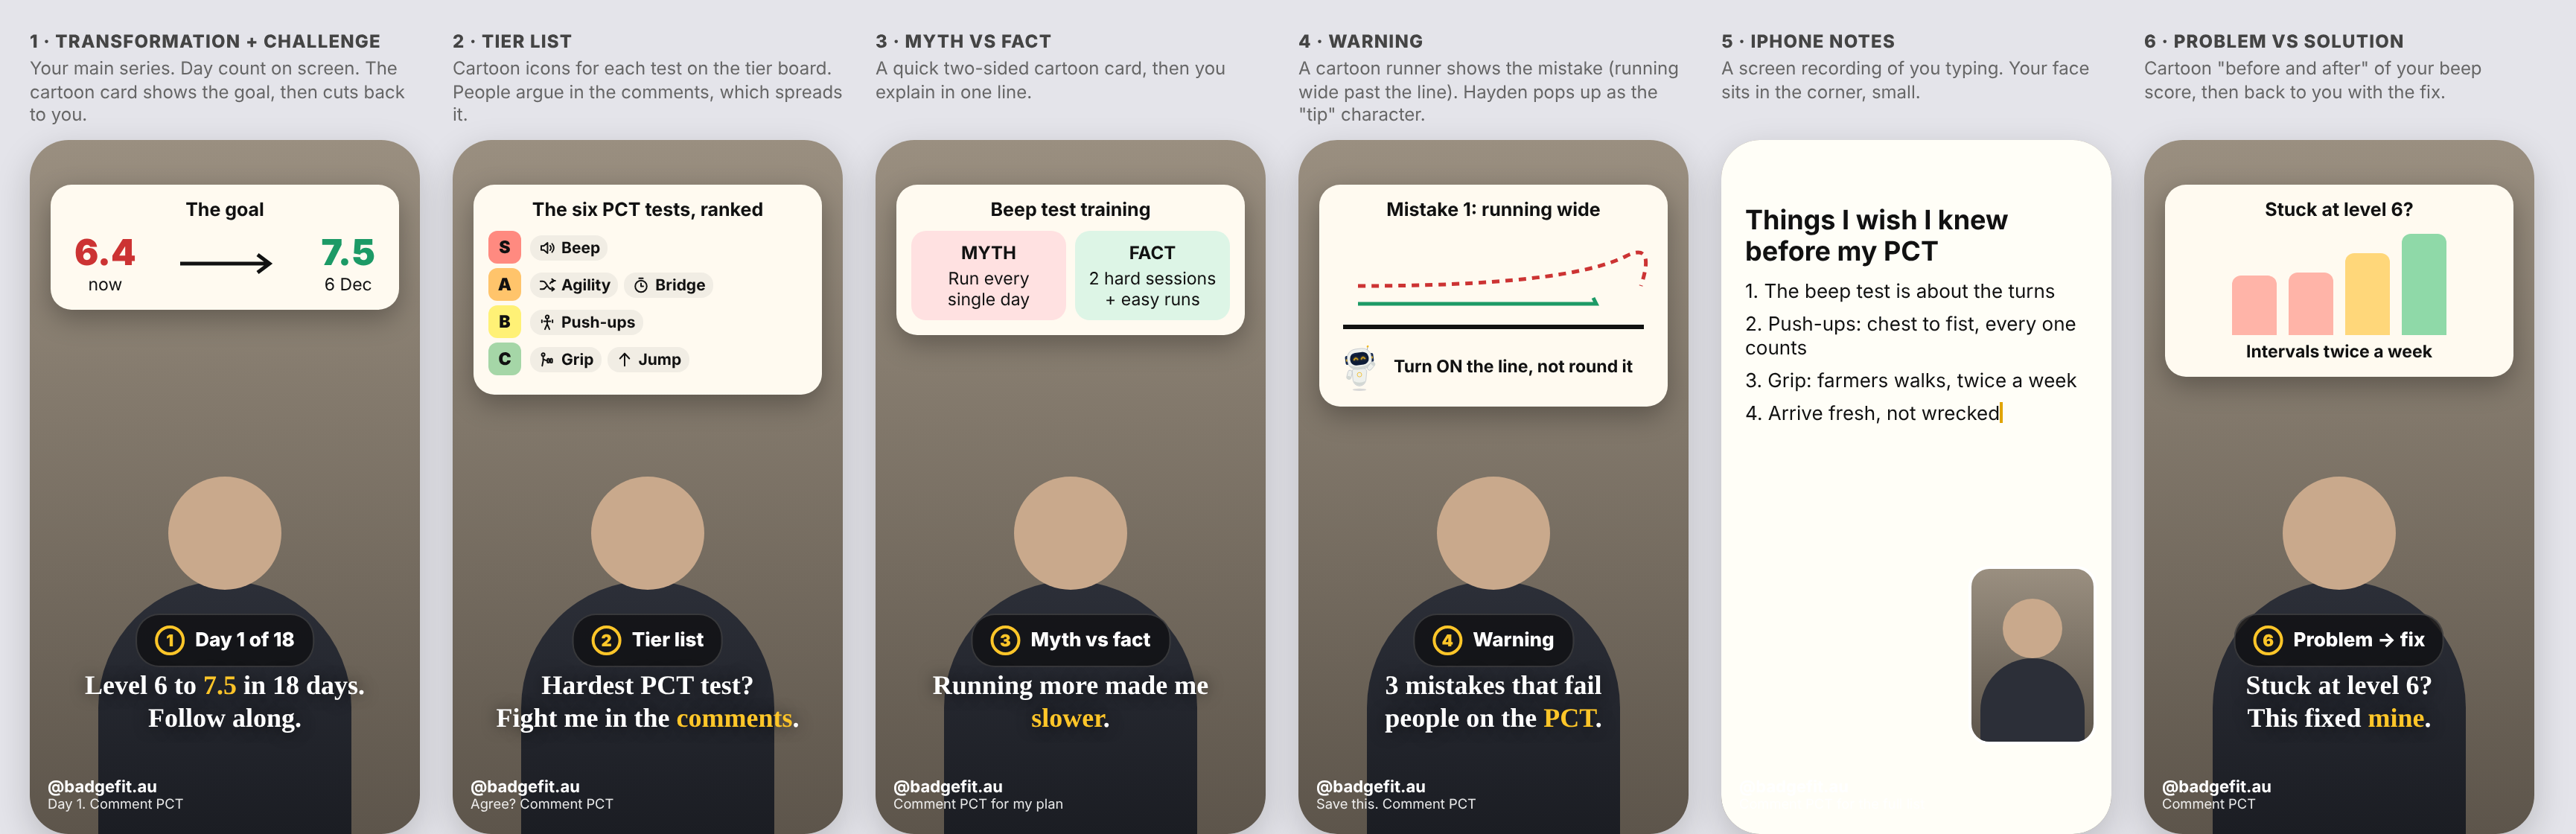 1 · TRANSFORMATION + CHALLENGE
Your main series. Day count on screen. The
cartoon card shows the goal, then cuts back
to you.
The goal
6.4
now
7.5
6 Dec
1 Day 1 of 18
Level 6 to 7.5 in 18 days.
Follow along.
@badgefit.au
Day 1. Comment PCT
2 · TIER LIST
Cartoon icons for each test on the tier board.
People argue in the comments, which spreads
it.
The six PCT tests, ranked
S Beep
A Agility Bridge
B Push-ups
C Grip Jump
2 Tier list
Hardest PCT test?
Fight me in the comments.
@badgefit.au
Agree? Comment PCT
3 · MYTH VS FACT
A quick two-sided cartoon card, then you
explain in one line.
Beep test training
MYTH
Run every
single day
FACT
2 hard sessions
+ easy runs
3 Myth vs fact
Running more made me
slower.
@badgefit.au
Comment PCT for my plan
4 · WARNING
A cartoon runner shows the mistake (running
wide past the line). Hayden pops up as the
"tip" character.
Mistake 1: running wide
Turn ON the line, not round it
4 Warning
3 mistakes that fail
people on the PCT.
@badgefit.au
Save this. Comment PCT
5 · IPHONE NOTES
A screen recording of you typing. Your face
sits in the corner, small.
Things I wish I knew
before my PCT
1. The beep test is about the turns
2. Push-ups: chest to fist, every one
counts
3. Grip: farmers walks, twice a week
4. Arrive fresh, not wrecked
6 · PROBLEM VS SOLUTION
Cartoon "before and after" of your beep
score, then back to you with the fix.
Stuck at level 6?
Intervals twice a week
6 Problem → fix
Stuck at level 6?
This fixed mine.
@badgefit.au
Comment PCT